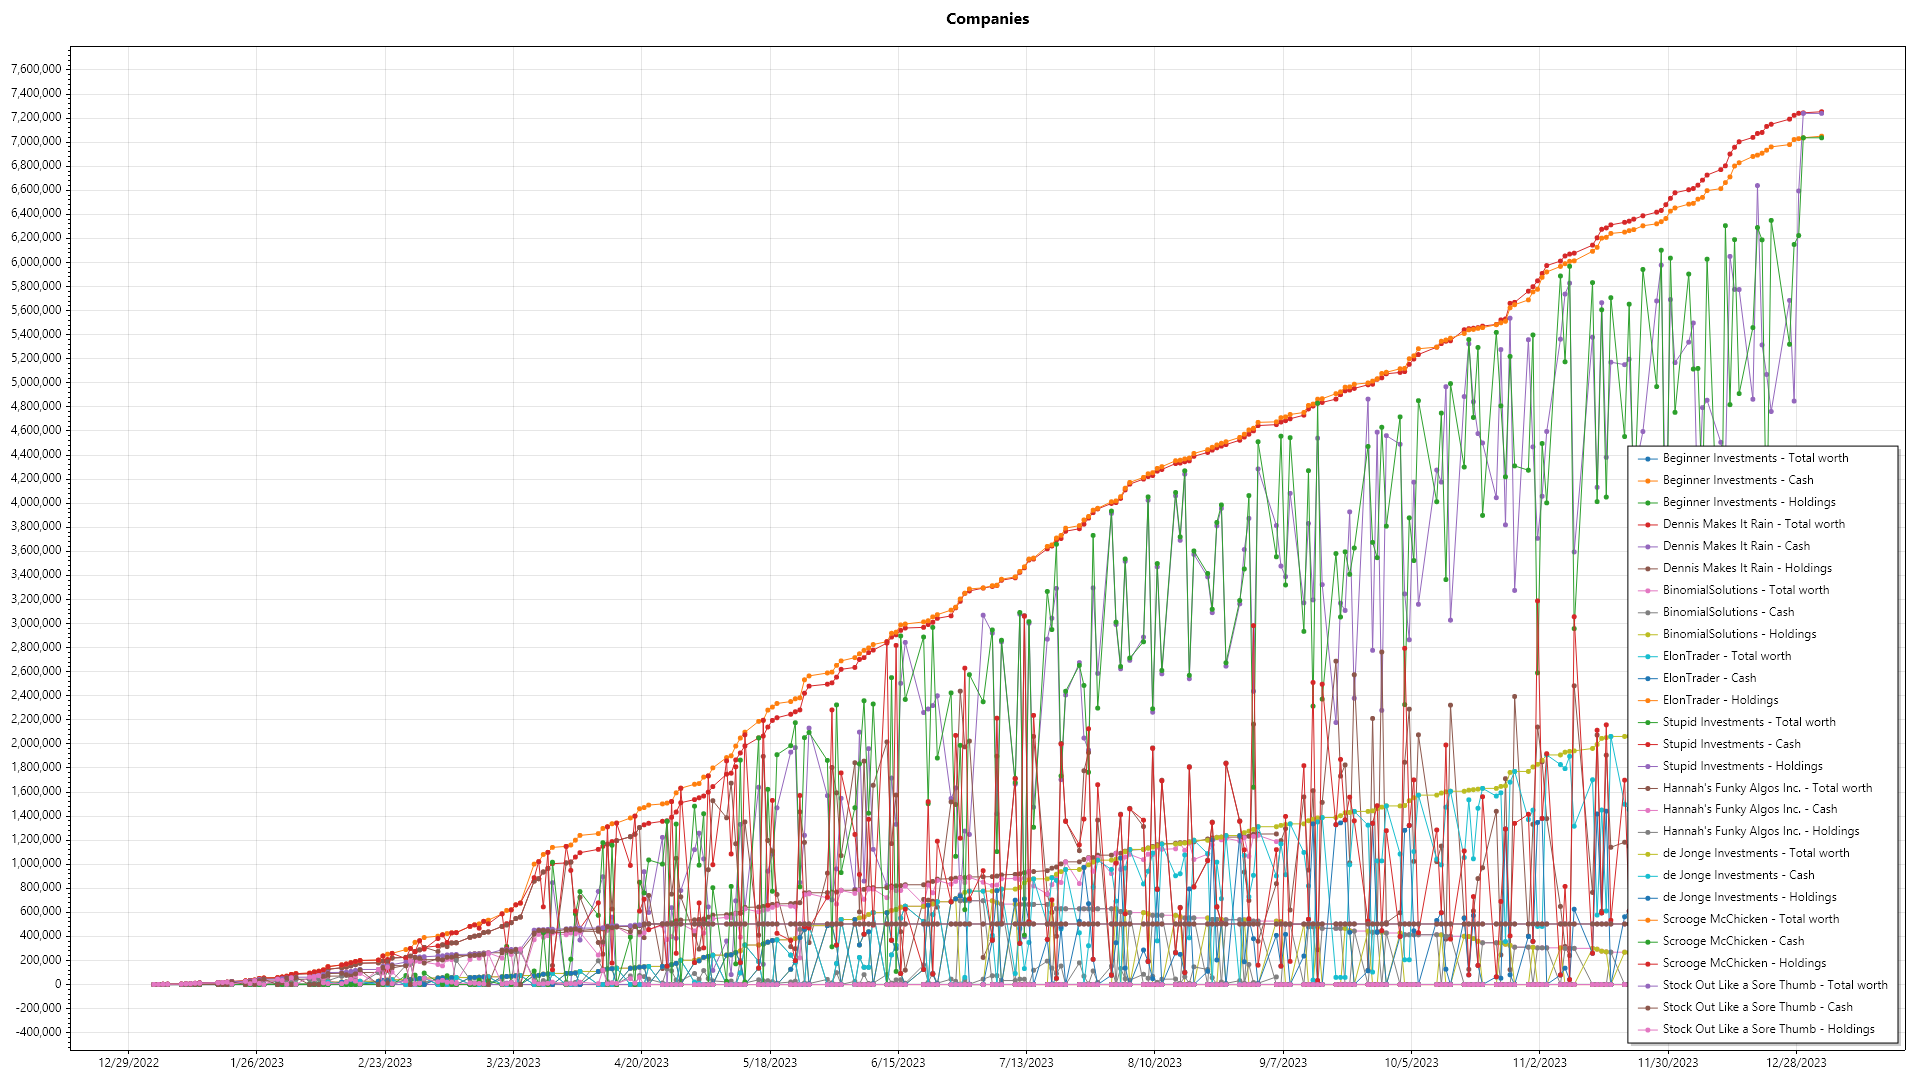 Companies
7,600,000
7,400,000
7,200,000
7,000,000
6,800,000
6,600,000
6,400,000
6,200,000
6,000,000
5,800,000
5,600,000
5,400,000
5,200,000
5,000,000
4,800,000
4,600,000
4,400,000
4,200,000
4,000,000
3,800,000
3,600,000
3,400,000
3,200,000
3,000,000
2,800,000
2,600,000
2,400,000
2,200,000
2,000,000
1,800,000
1,600,000
1,400,000
1,200,000
1,000,000
800,000
600,000
400,000
200,000
0
-200,000
-400,000
12/29/2022 1/26/2023 2/23/2023 3/23/2023 4/20/2023 5/18/2023 6/15/2023 7/13/2023 8/10/2023 9/7/2023 10/5/2023 11/2/2023 11/30/2023 12/28/2023
Beginner Investments - Total worth
Beginner Investments - Cash
Beginner Investments - Holdings
Dennis Makes It Rain - Total worth
Dennis Makes It Rain - Cash
Dennis Makes It Rain - Holdings
BinomialSolutions - Total worth
BinomialSolutions - Cash
BinomialSolutions - Holdings
ElonTrader - Total worth
ElonTrader - Cash
ElonTrader - Holdings
Stupid Investments - Total worth
Stupid Investments - Cash
Stupid Investments - Holdings
Hannah's Funky Algos Inc. - Total worth
Hannah's Funky Algos Inc. - Cash
Hannah's Funky Algos Inc. - Holdings
de Jonge Investments - Total worth
de Jonge Investments - Cash
de Jonge Investments - Holdings
Scrooge McChicken - Total worth
Scrooge McChicken - Cash
Scrooge McChicken - Holdings
Stock Out Like a Sore Thumb - Total worth
Stock Out Like a Sore Thumb - Cash
Stock Out Like a Sore Thumb - Holdings